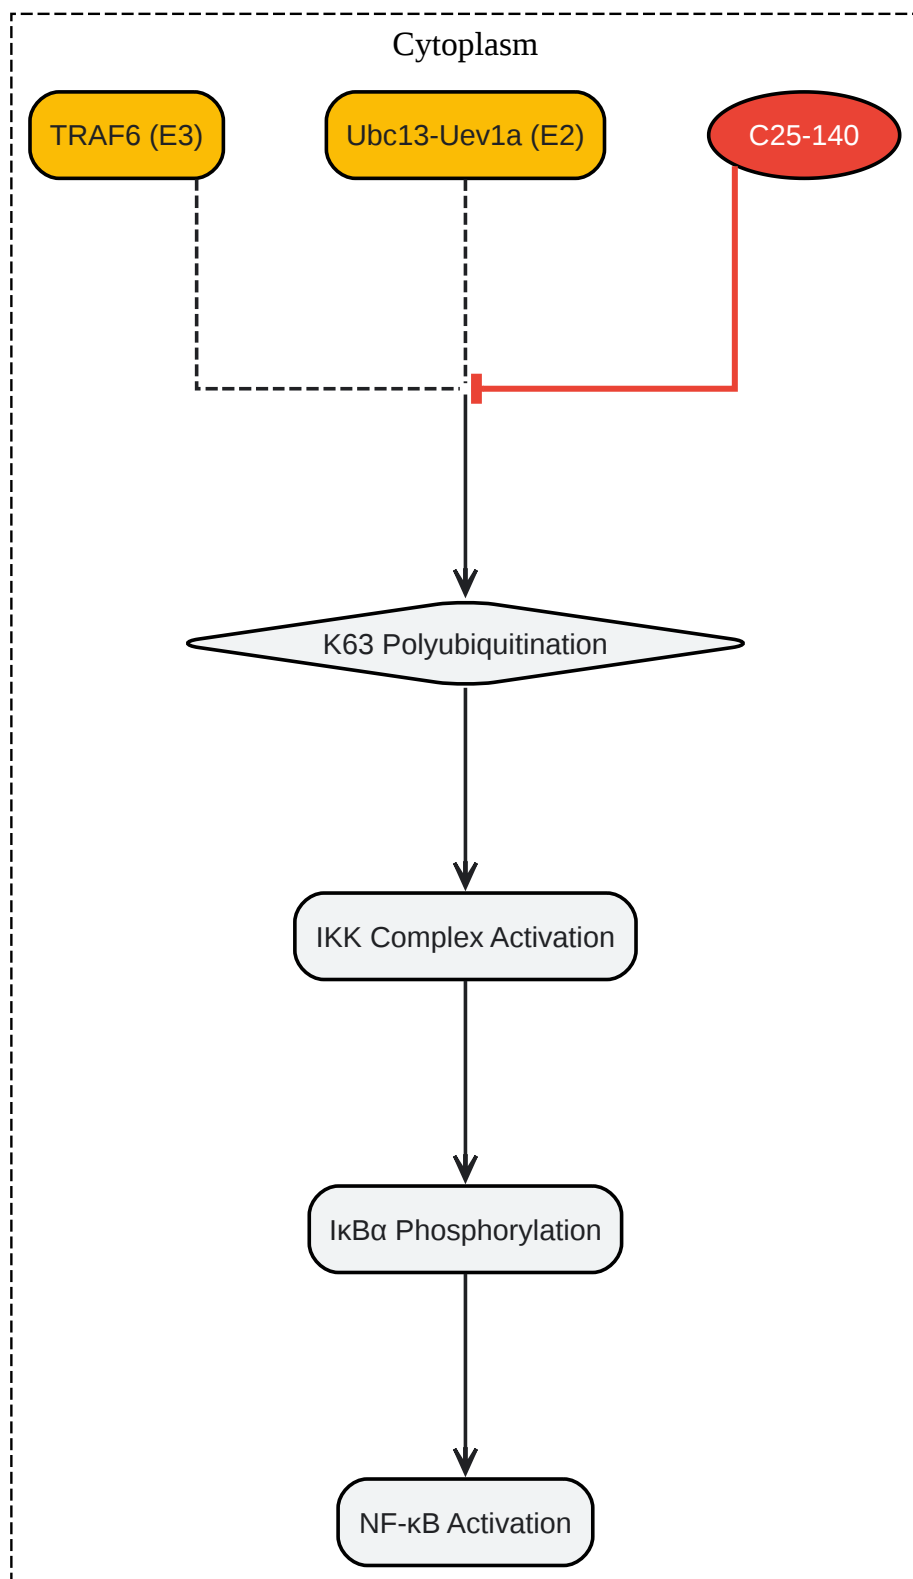 Cytoplasm
TRAF6 (E3)
Ubc13-Uev1a (E2)
C25-140
K63 Polyubiquitination
IKK Complex Activation
IκBα Phosphorylation
NF-κB Activation